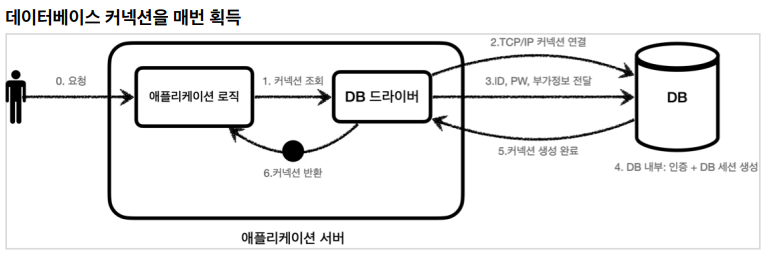 데이터베이스 커넥션을 매번 획득
2.TCP/IP 커넥션 연결
0. 요청
애플리케이션 로직
1. 커넥션 조회
DB 드라이버
3.ID, PW, 부가정보 전달
DB
5.커넥션 생성 완료
6.커넥션 반환
4. DB 내부: 인증 + DB 세션 생성
애플리케이션 서버